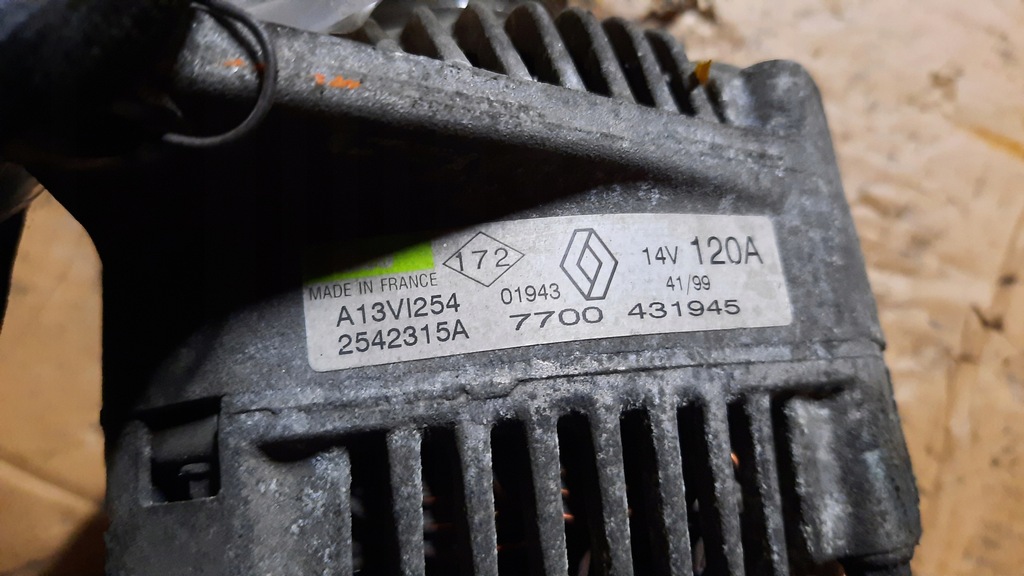 172
14V 120A
MADE IN FRANCE
01943
41/99
A13VI254
7700 431945
2542315A